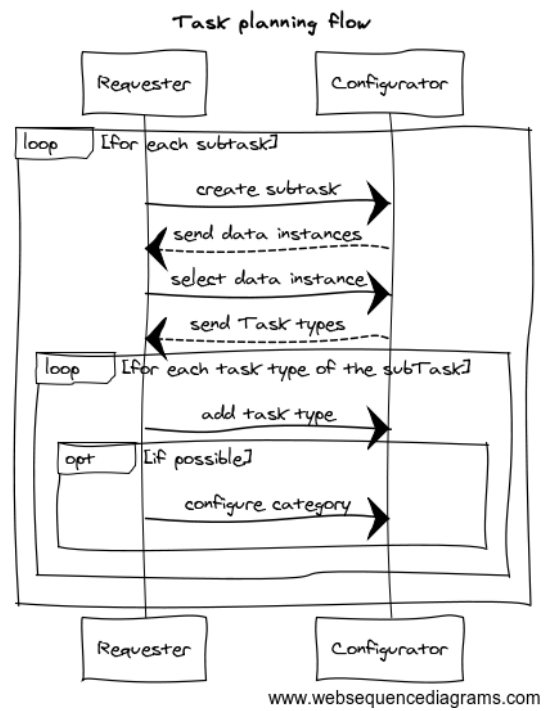 Task planning flow
Requester Configurator
loop [for each subtask]
create subtask
send data instances
select data instance
send Task types
loop [for each task type of the subTask]
add task type
opt [if possible]
configure category
Requester Configurator
www.websequencediagrams.com